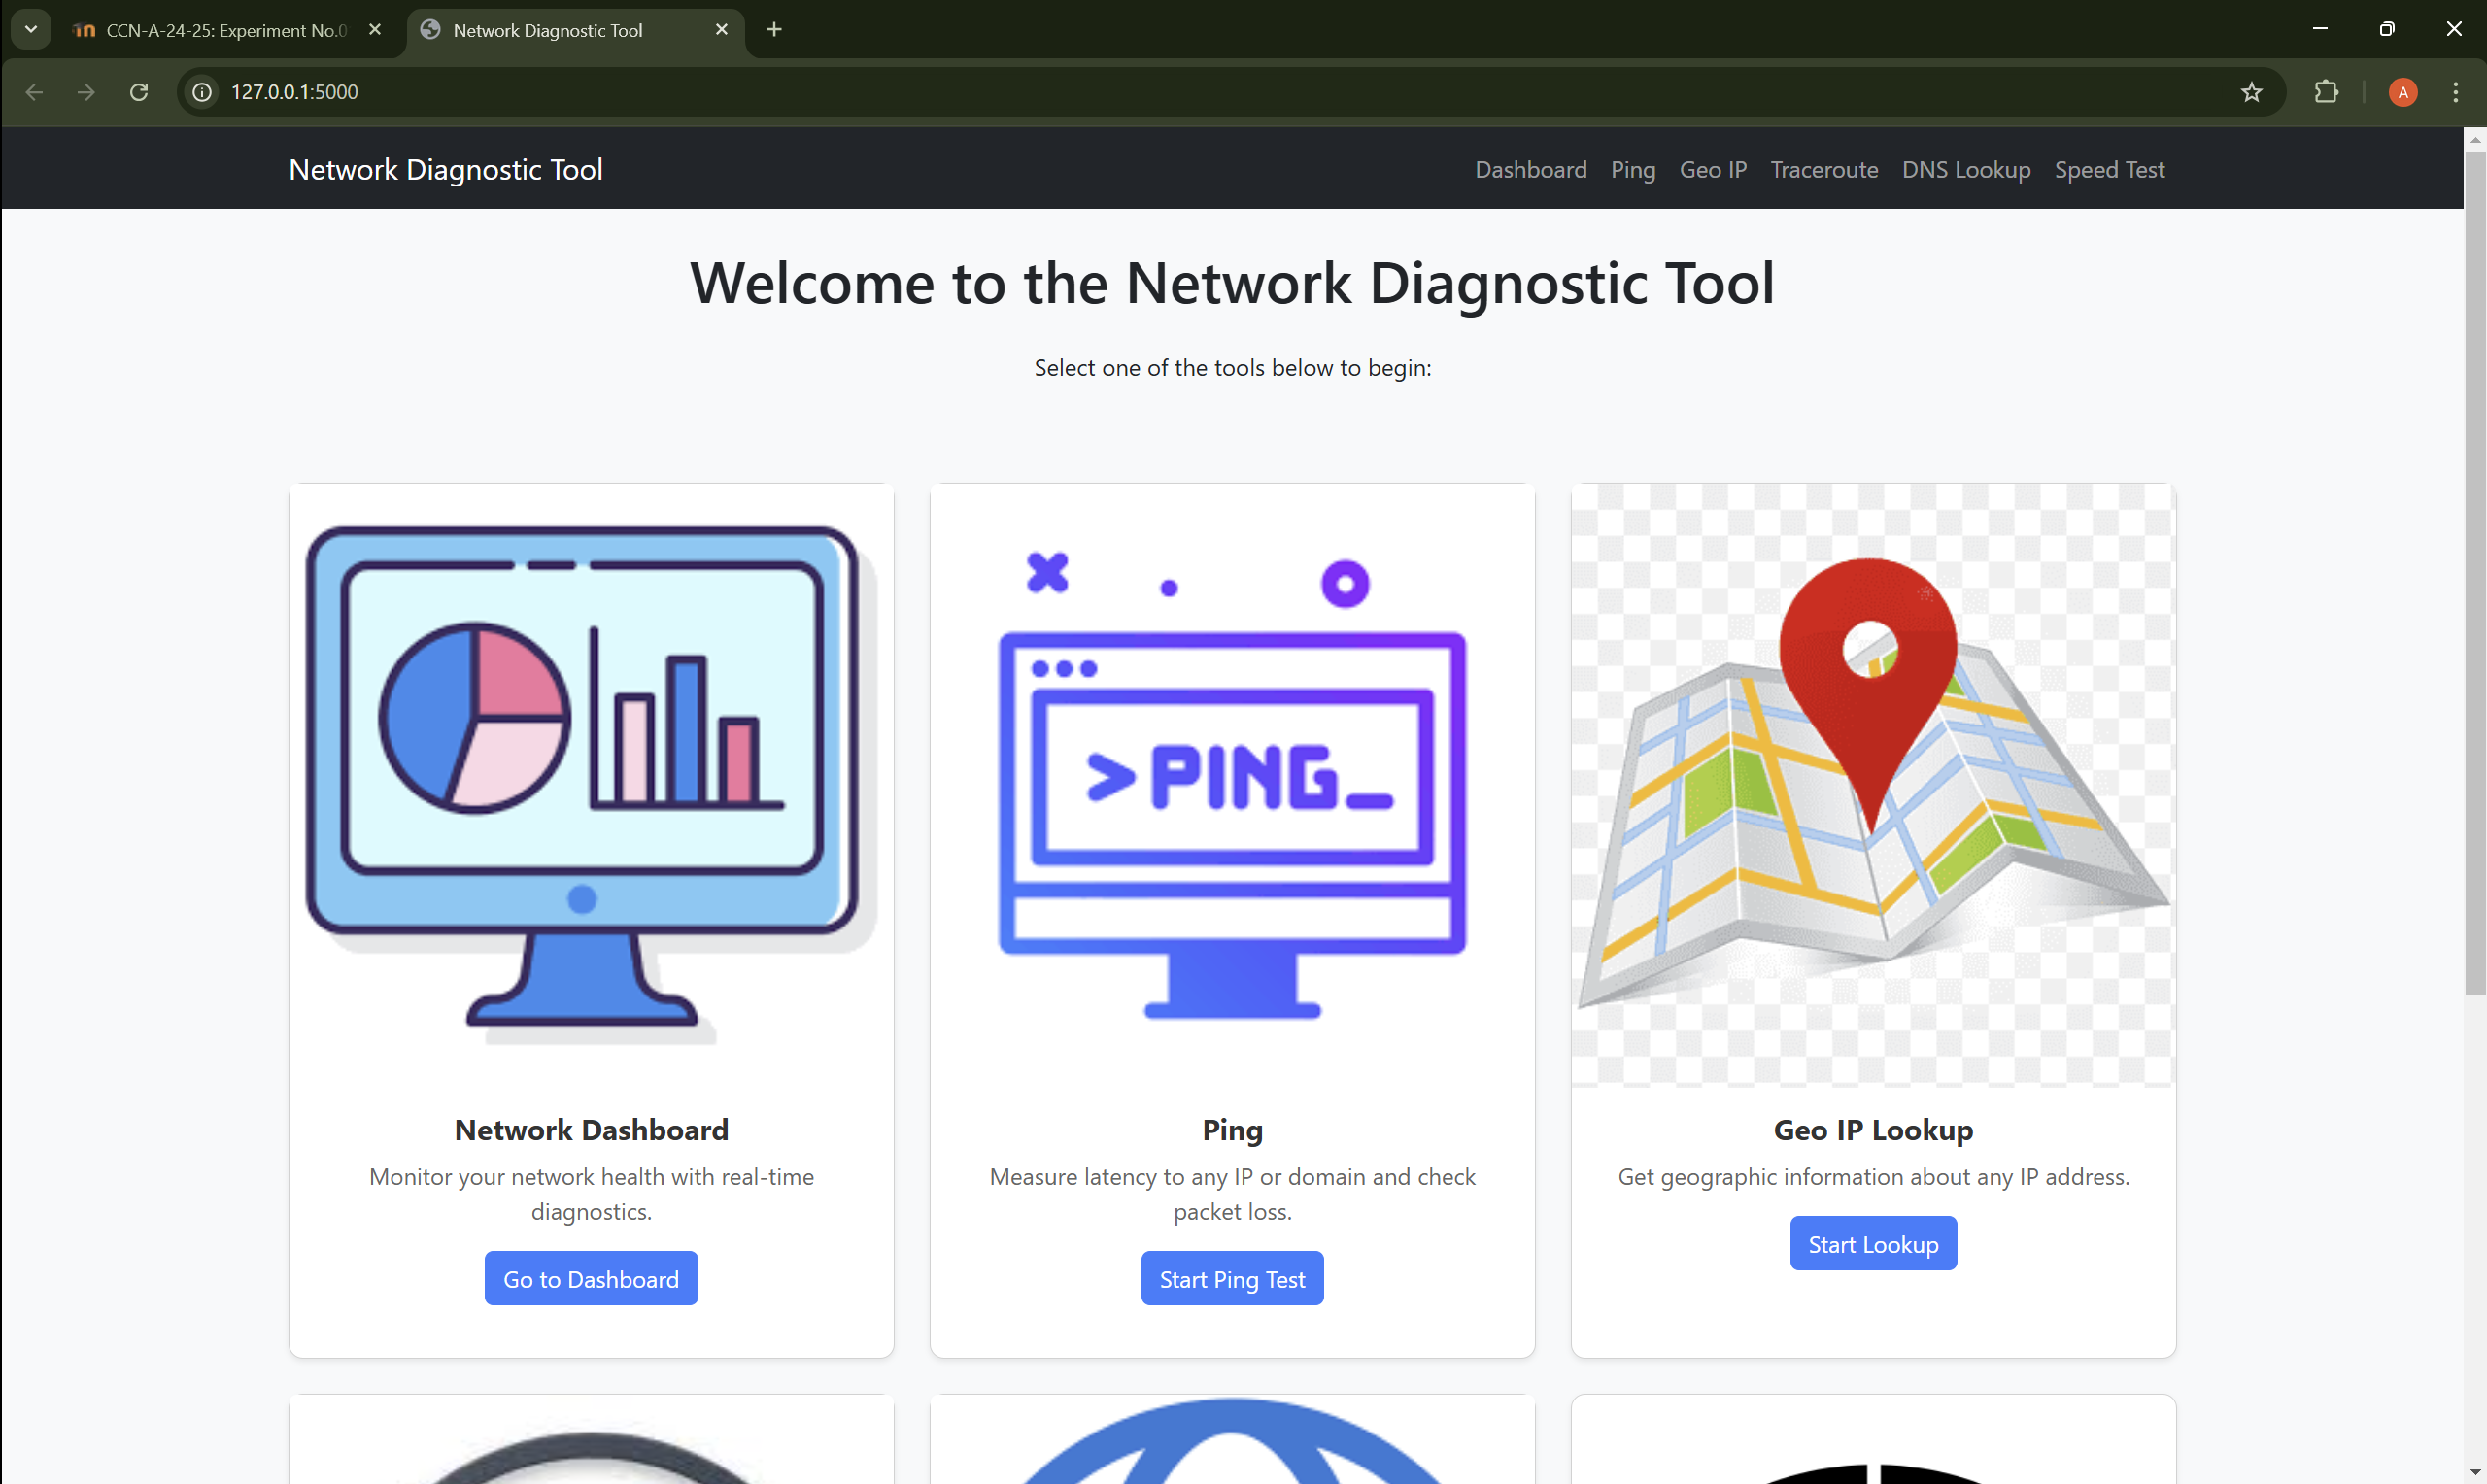 CCN-A-24-25: Experiment No.0
Network Diagnostic Tool
127.0.0.1:5000
A
Network Diagnostic Tool
Dashboard Ping Geo IP Traceroute DNS Lookup Speed Test
Welcome to the Network Diagnostic Tool
Select one of the tools below to begin:
>PING_
Network Dashboard
Monitor your network health with real-time
diagnostics.
Go to Dashboard
Ping
Measure latency to any IP or domain and check
packet loss.
Start Ping Test
Geo IP Lookup
Get geographic information about any IP address.
Start Lookup